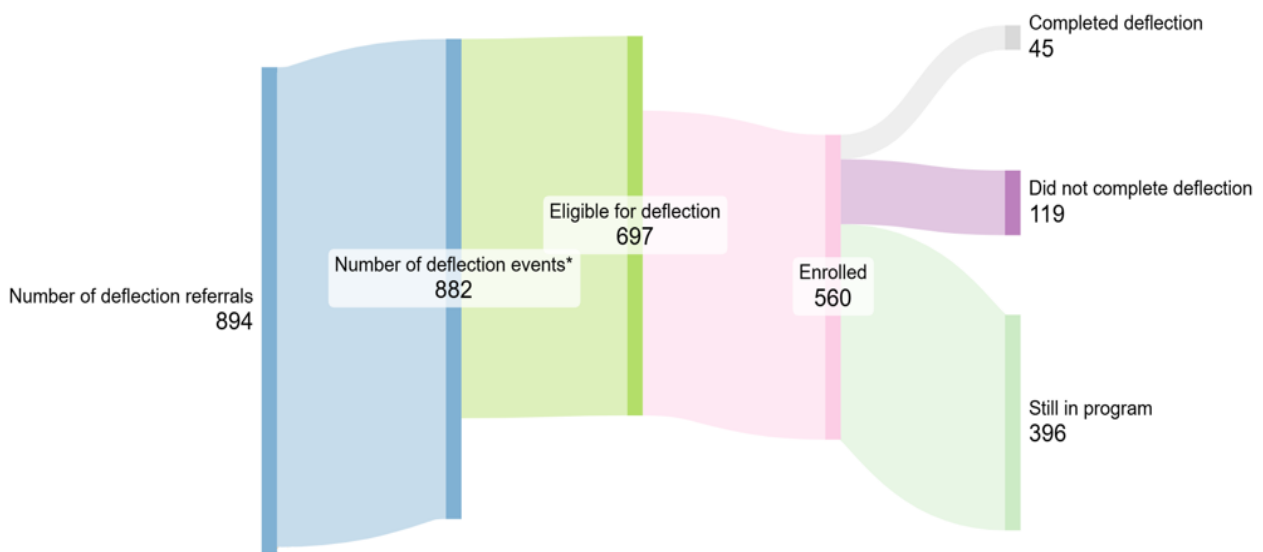 Number of deflection referrals
894
Number of deflection events*
882
Eligible for deflection
697
Enrolled
560
Completed deflection
45
Did not complete deflection
119
Still in program
396